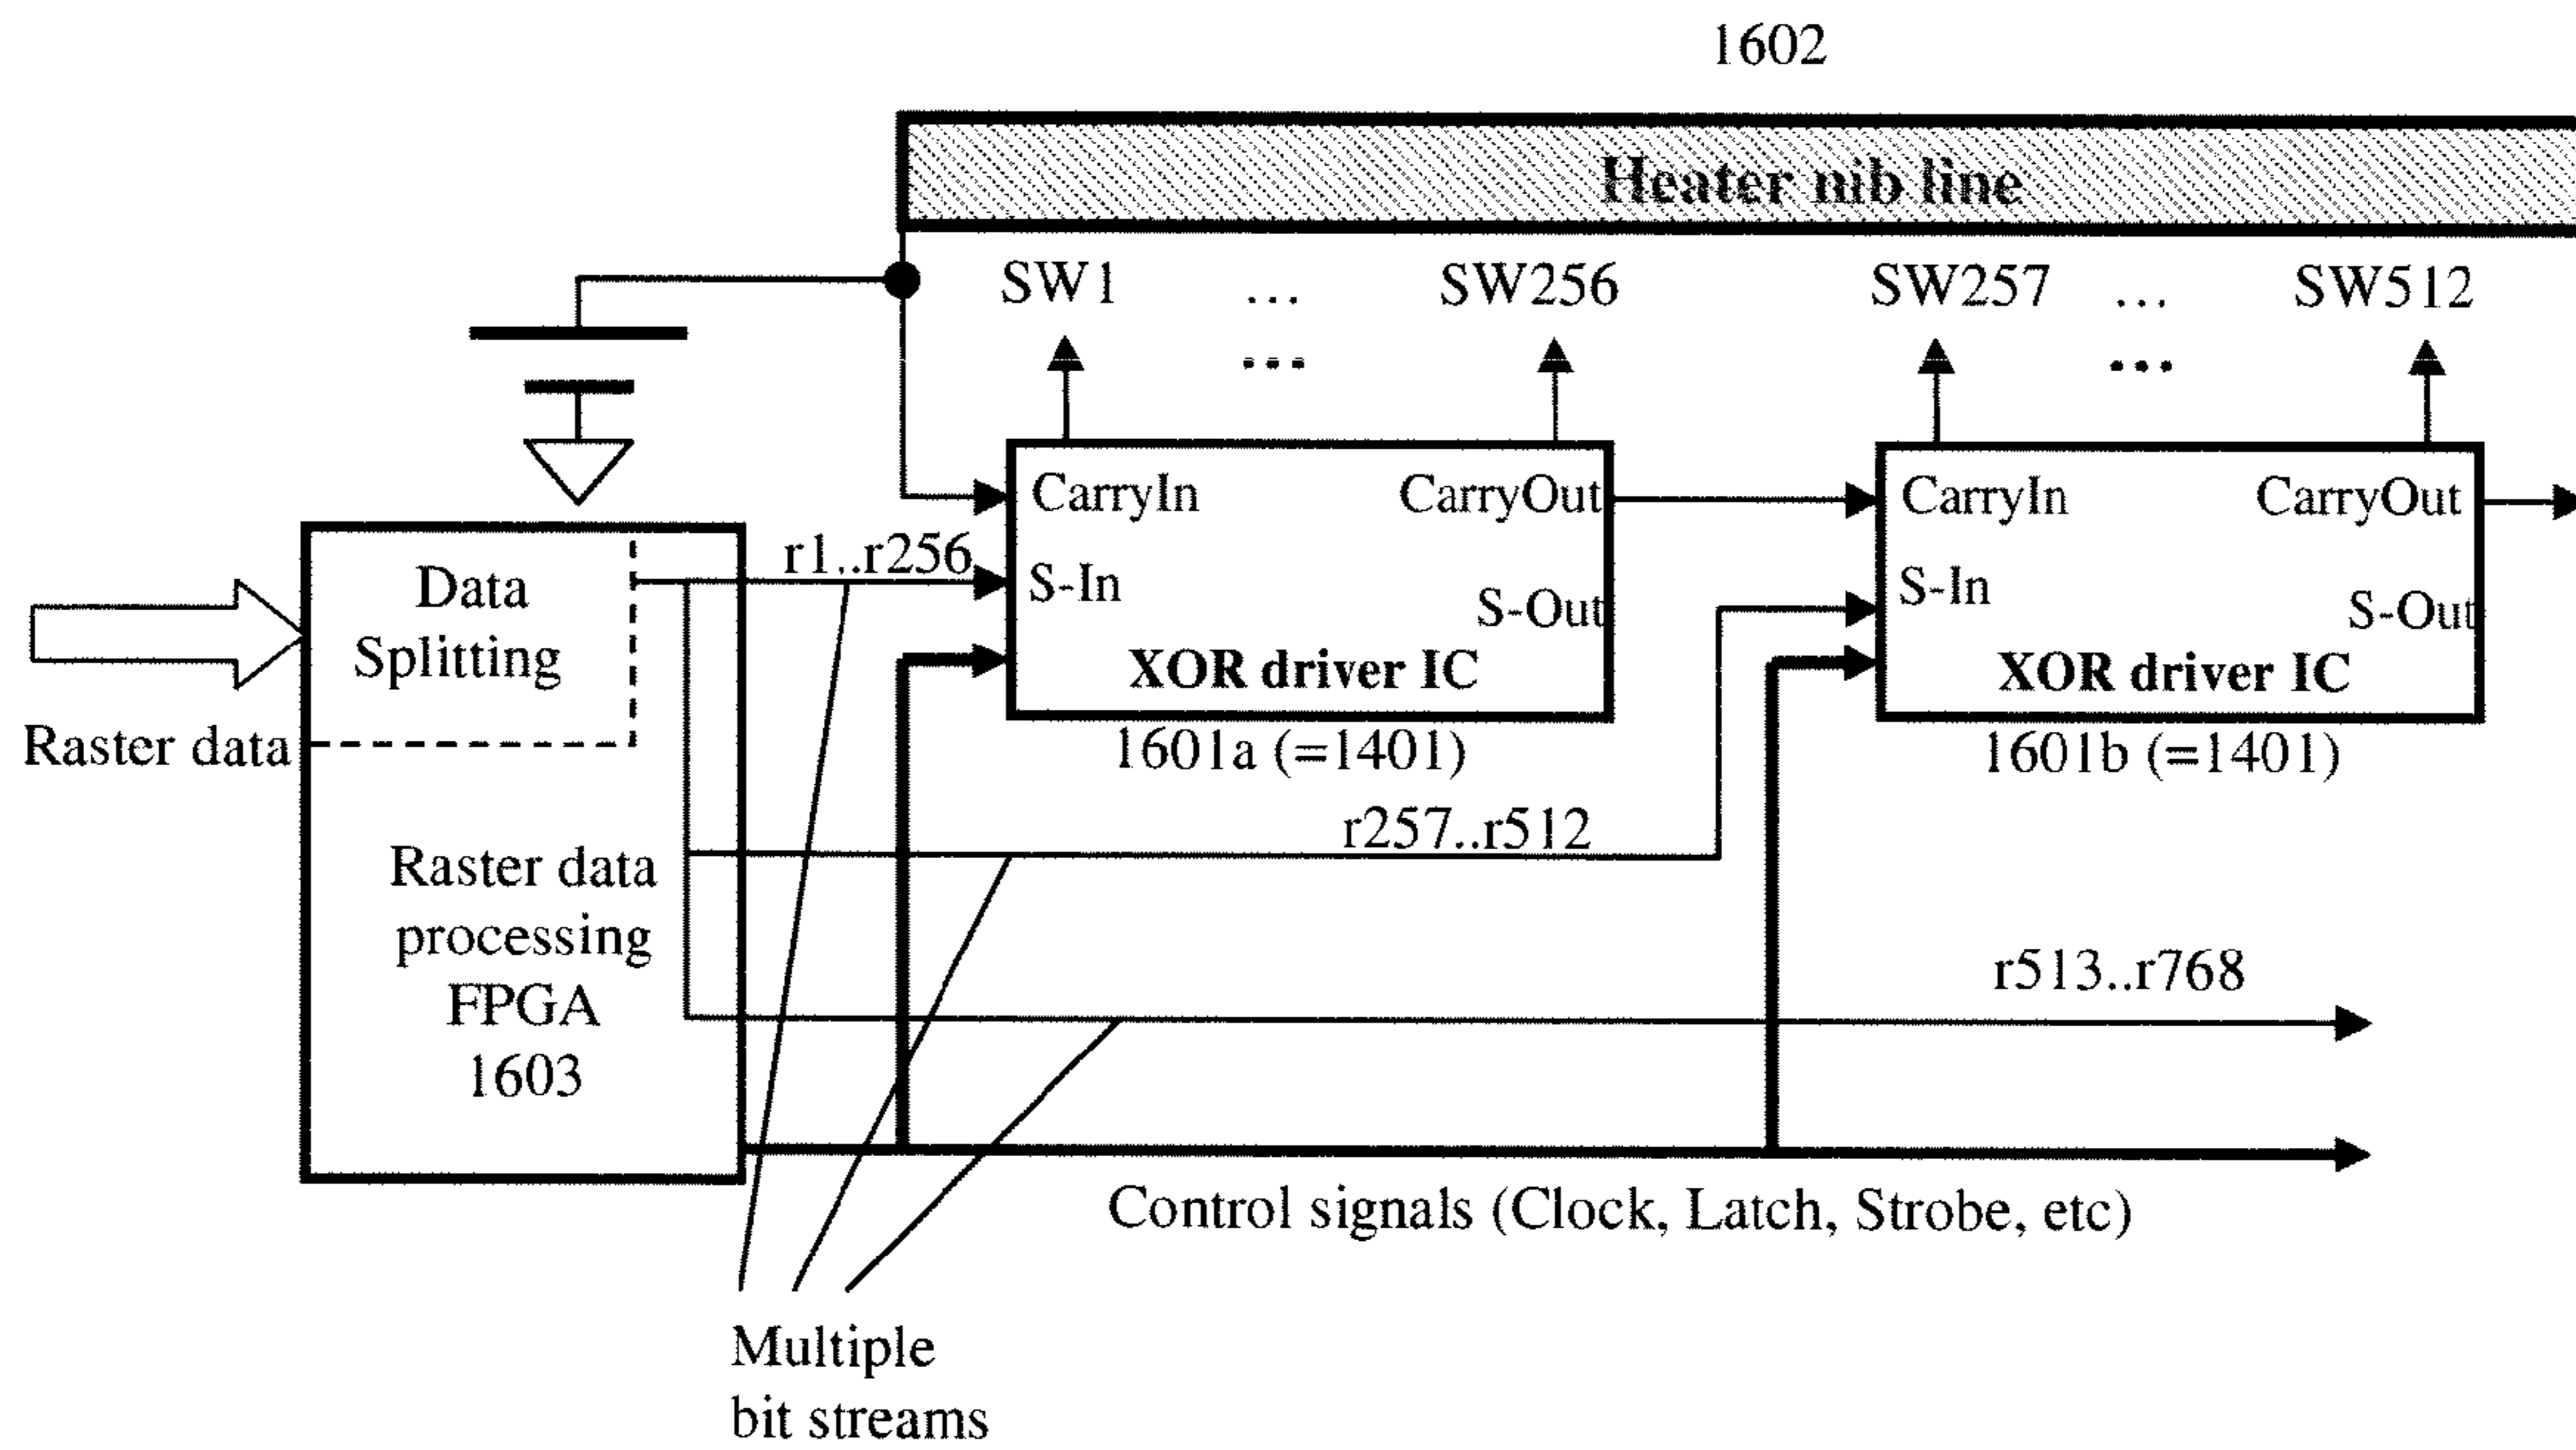 1602
Heater nib line
SW1 ... SW256 SW257 ... SW512
... ...
CarryIn CarryOut CarryIn CarryOut
r1..r256
Data
Splitting
S-In S-Out S-In S-Out
XOR driver IC XOR driver IC
Raster data
1601a (=1401) 1601b (=1401)
r257..r512
Raster data
processing
FPGA
1603
r513..r768
Control signals (Clock, Latch, Strobe, etc)
Multiple
bit streams